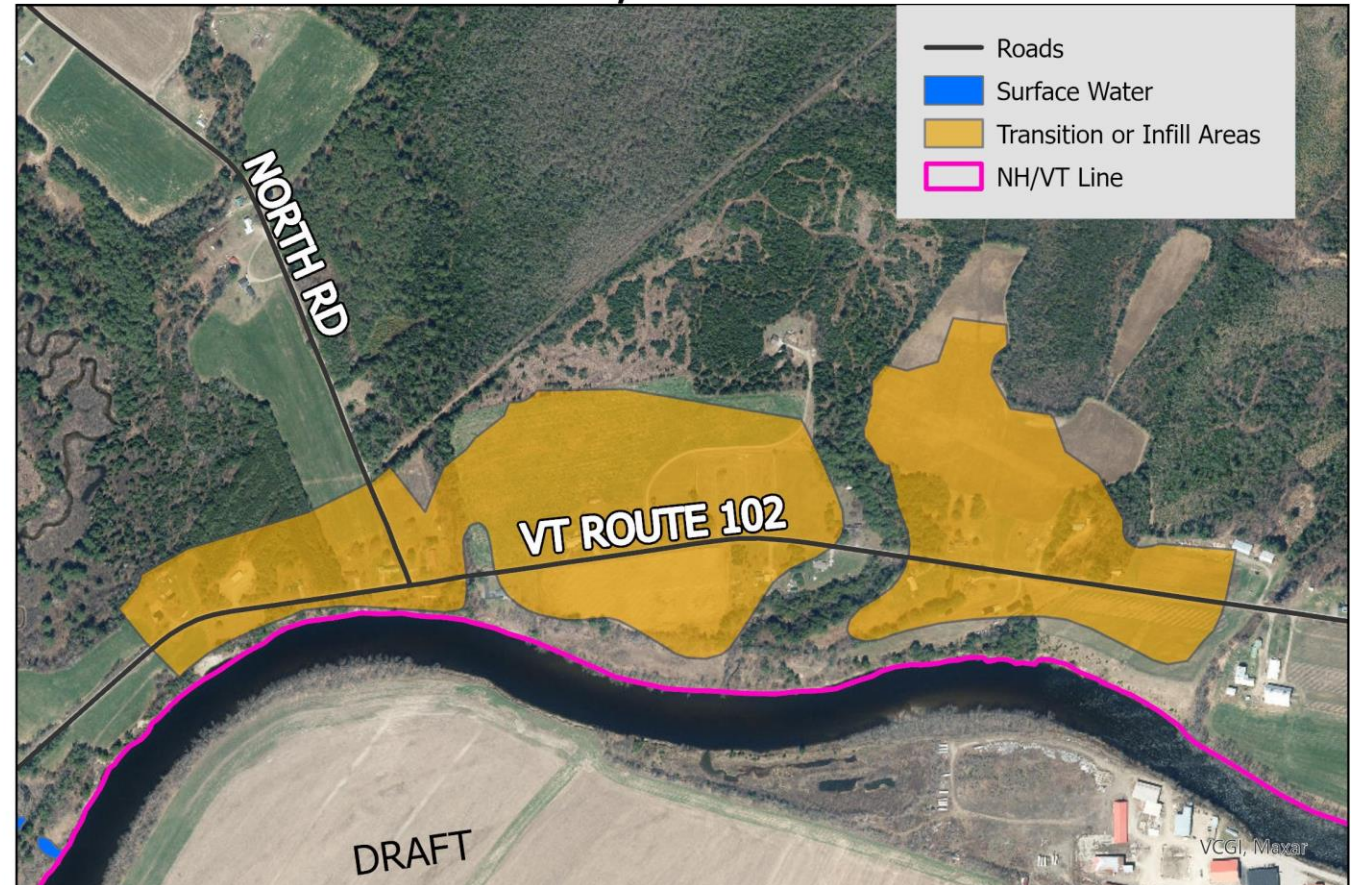 Roads
Surface Water
Transition or Infill Areas
NH/VT Line
NORTH RD
VT ROUTE 102
DRAFT
VCGI, Maxar